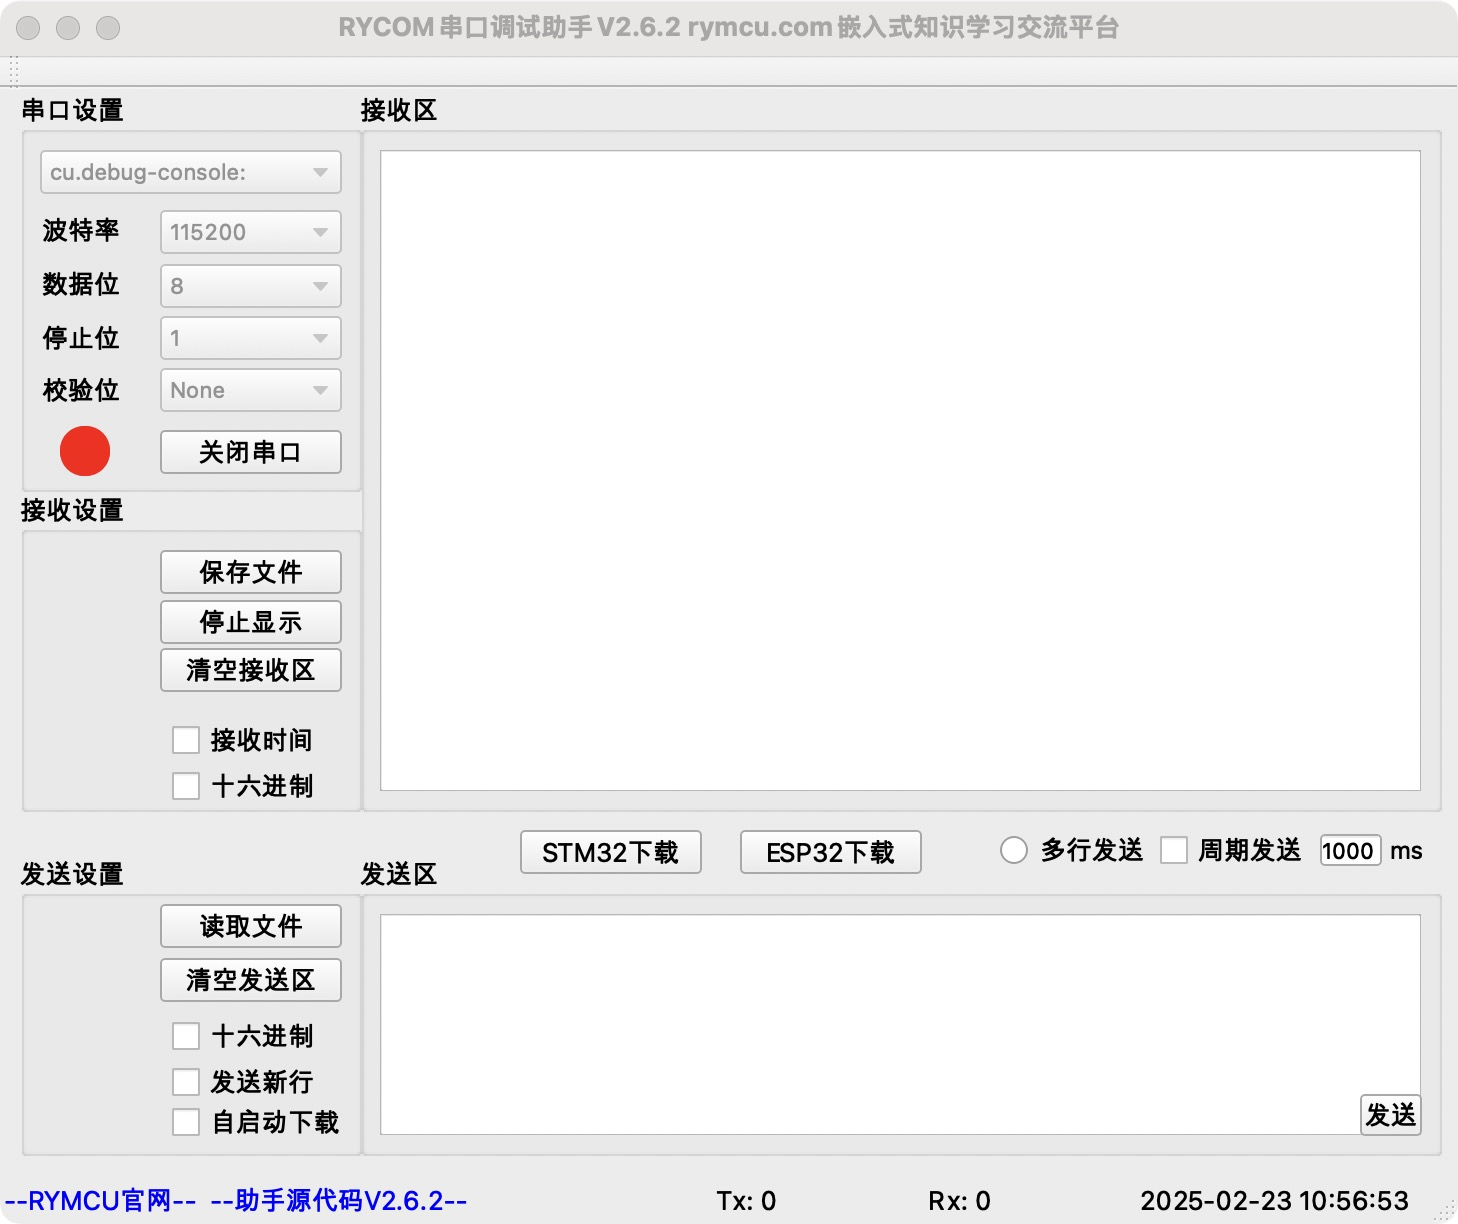 RYCOM 串口调试助手 V2.6.2 rymcu.com 嵌入式知识学习交流平台
串口设置
cu.debug-console:
波特率 115200
数据位 8
停止位 1
校验位 None
关闭串口
接收设置
保存文件
停止显示
清空接收区
接收时间
十六进制
接收区
STM32下载 ESP32下载 多行发送 周期发送 1000 ms
发送设置
读取文件
清空发送区
十六进制
发送新行
自启动下载
发送区
发送
--RYMCU官网-- --助手源代码V2.6.2-- Tx: 0 Rx: 0 2025-02-23 10:56:53